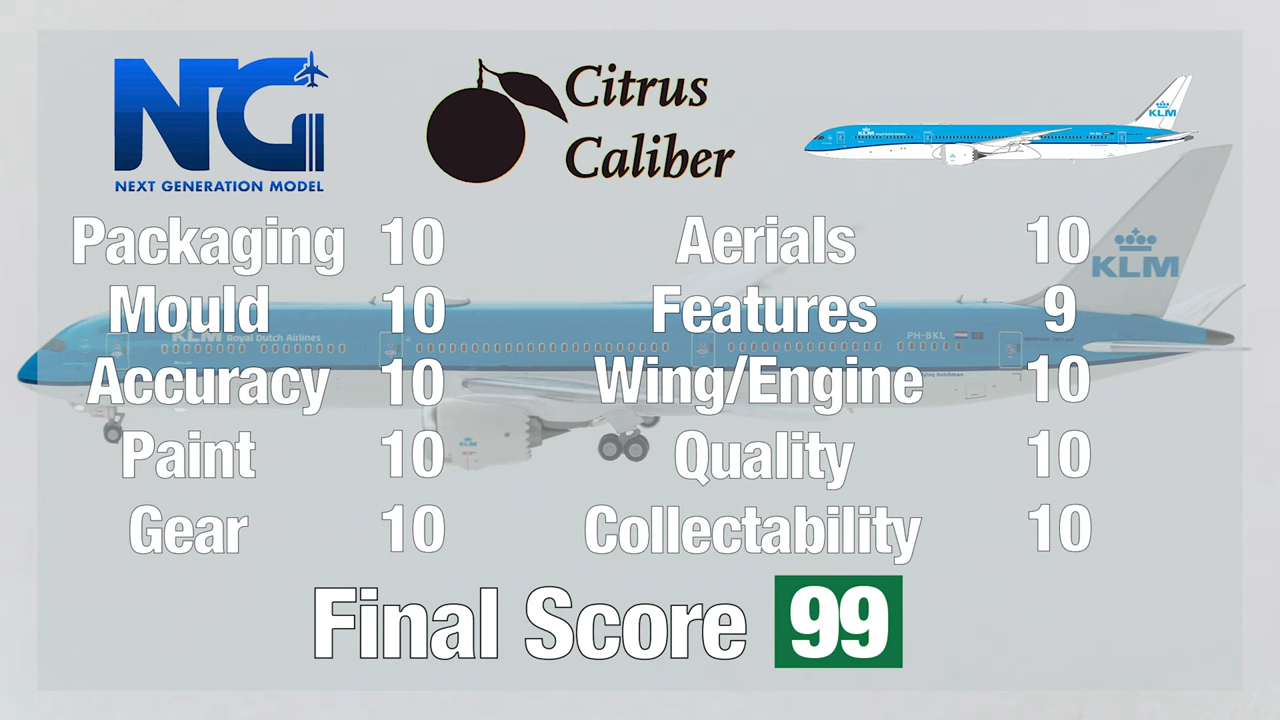 NG
NEXT GENERATION MODEL
Citrus
Caliber
KLM
KLM
Packaging 10
Aerials 10
Mould 10
Features 9
Accuracy 10
Wing/Engine 10
Paint 10
Quality 10
Gear 10
Collectability 10
Final Score 99
KLM
KLM Royal Dutch Airlines
PH-BKL
KLM